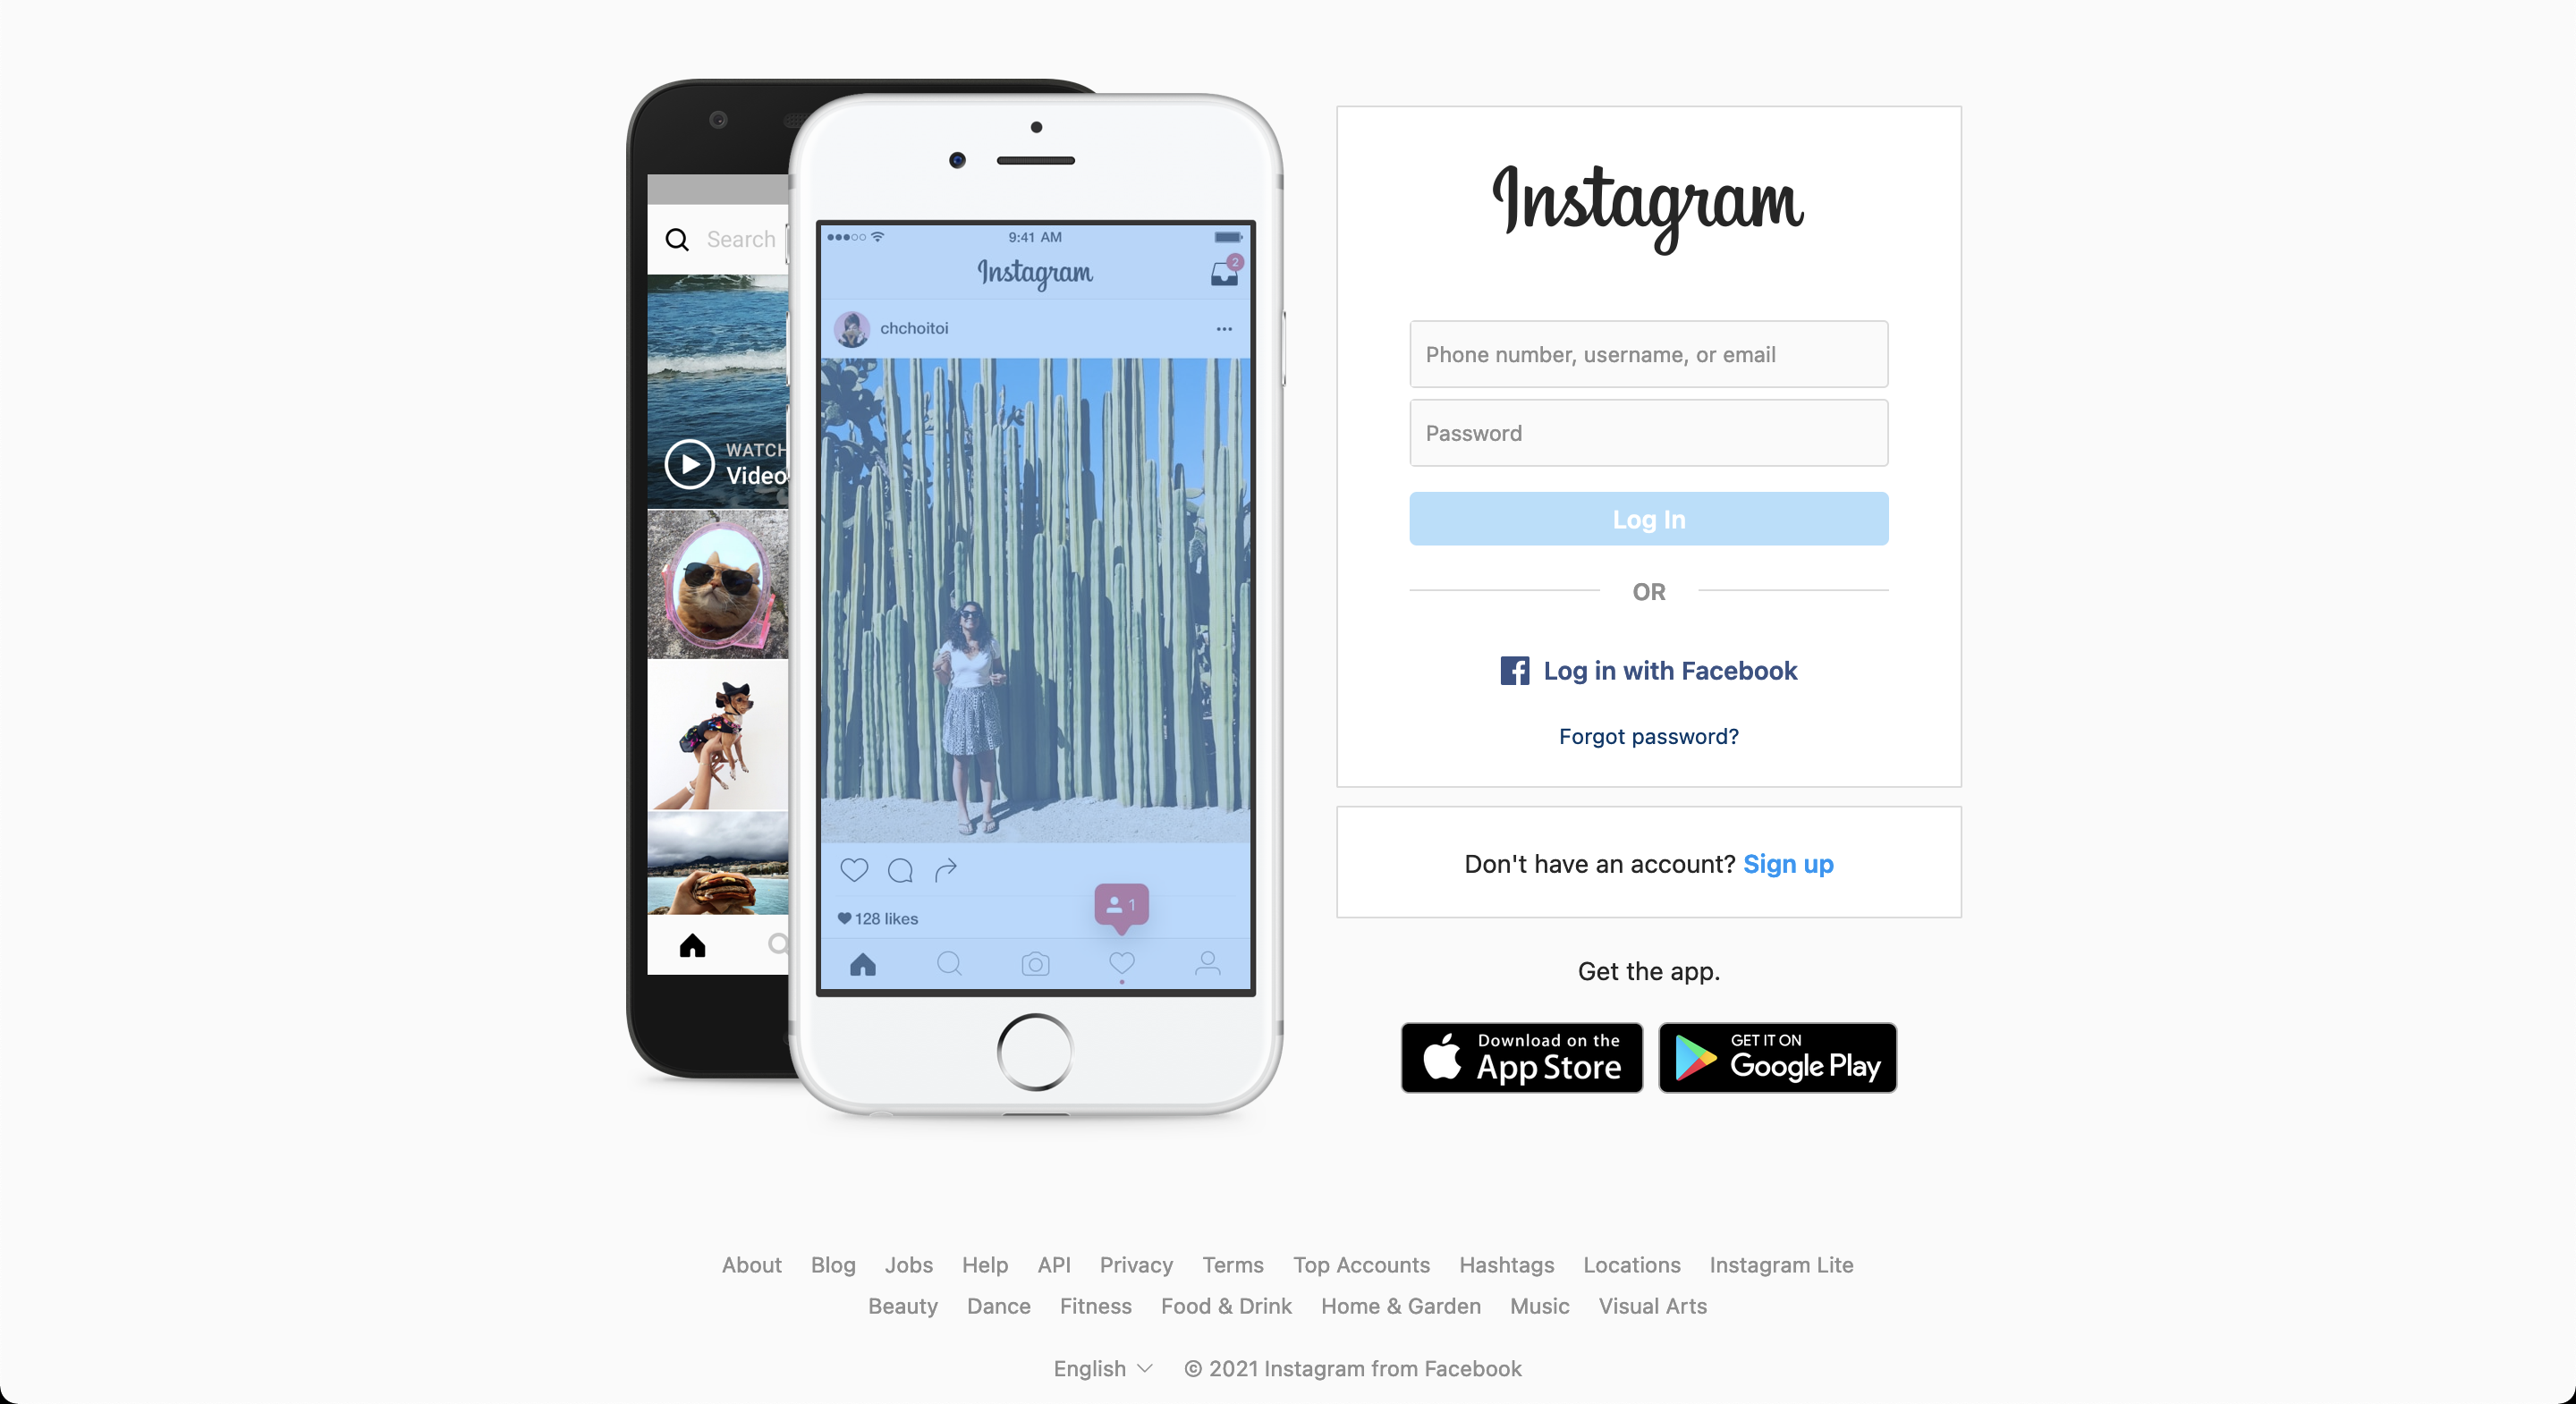 Search
WATCH
Video
9:41 AM
Instagram
2
chchoitoi
1
128 likes
Instagram
Phone number, username, or email
Password
Log In
OR
Log in with Facebook
Forgot password?
Don't have an account? Sign up
Get the app.
Download on the
App Store
GET IT ON
Google Play
About Blog Jobs Help API Privacy Terms Top Accounts Hashtags Locations Instagram Lite
Beauty Dance Fitness Food & Drink Home & Garden Music Visual Arts
English © 2021 Instagram from Facebook